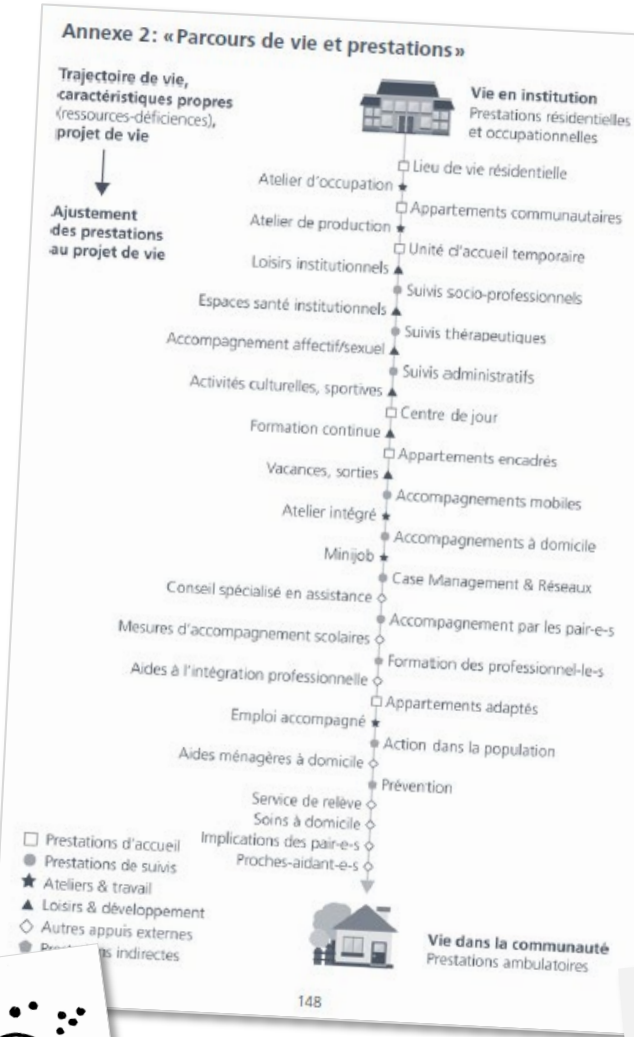 Annexe 2: «Parcours de vie et prestations»
Trajectoire de vie,
caractéristiques propres
(ressources-déficiences),
projet de vie
Ajustement
des prestations
au projet de vie
Vie en institution
Prestations résidentielles
et occupationnelles
Lieu de vie résidentielle
Atelier d'occupation
Appartements communautaires
Atelier de production
Unité d'accueil temporaire
Loisirs institutionnels
Suivis socio-professionnels
Espaces santé institutionnels
Suivis thérapeutiques
Accompagnement affectif/sexuel
Suivis administratifs
Activités culturelles, sportives
Centre de jour
Formation continue
Appartements encadrés
Vacances, sorties
Accompagnements mobiles
Atelier intégré
Accompagnements à domicile
Minijob
Case Management & Réseaux
Conseil spécialisé en assistance
Accompagnement par les pair-e-s
Mesures d'accompagnement scolaires
Formation des professionnel-le-s
Aides à l'intégration professionnelle
Appartements adaptés
Emploi accompagné
Action dans la population
Aides ménagères à domicile
Prévention
Service de relève
Soins à domicile
Implications des pair-e-s
Proches-aidant-e-s
Prestations d'accueil
Prestations de suivis
Ateliers & travail
Loisirs & développement
Autres appuis externes
indirectes
Vie dans la communauté
Prestations ambulatoires
148